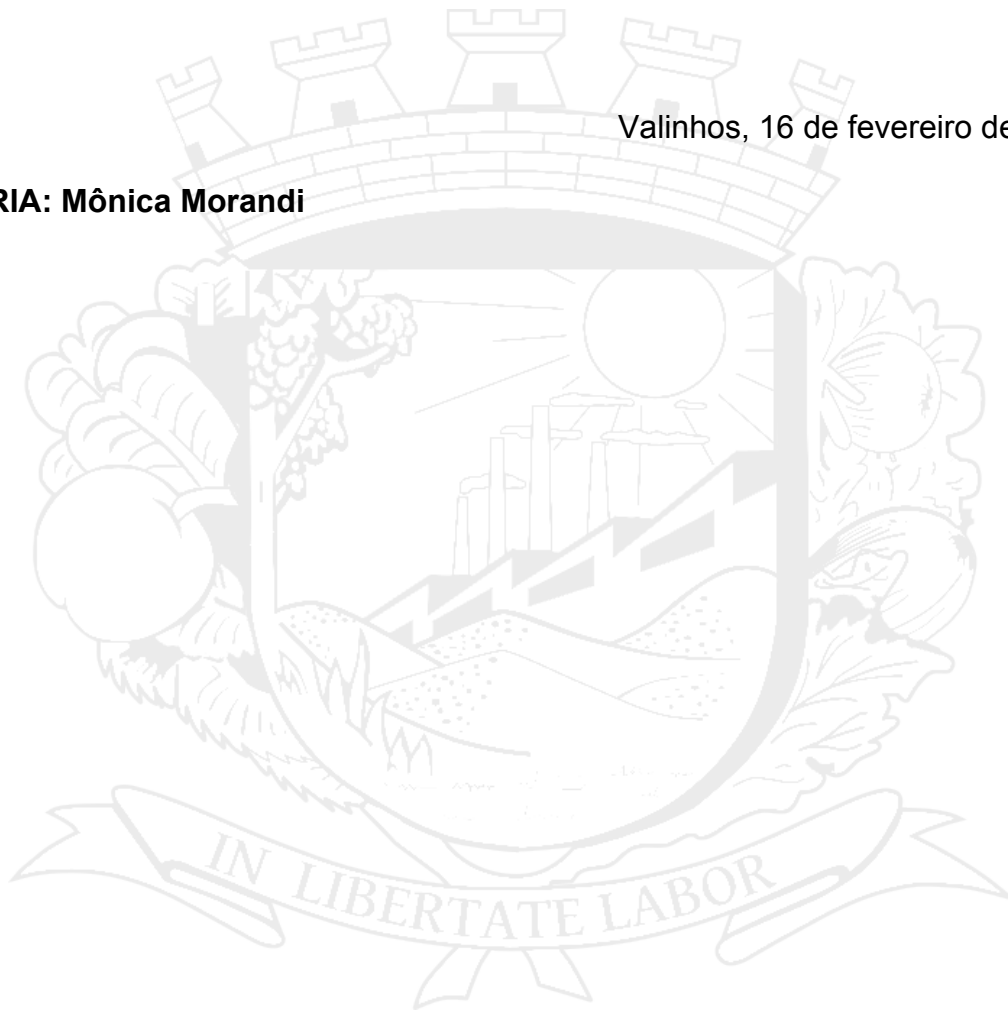 Valinhos, 16 de fevereiro de
RIA: Mônica Morandi
IN LIBERTATE LABOR